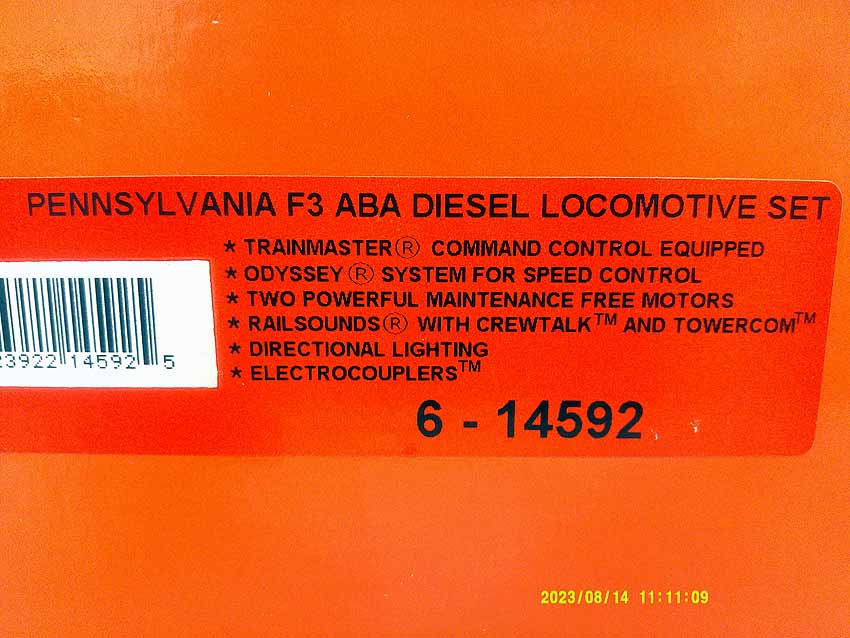 PENNSYLVANIA F3 ABA DIESEL LOCOMOTIVE SET
* TRAINMASTER® COMMAND CONTROL EQUIPPED
* ODYSSEY® SYSTEM FOR SPEED CONTROL
* TWO POWERFUL MAINTENANCE FREE MOTORS
* RAILSOUNDS® WITH CREWTALK™ AND TOWERCOM™
* DIRECTIONAL LIGHTING
* ELECTROCOUPLERS™
23922 14592 5
6 - 14592
2023/08/14 11:11:09